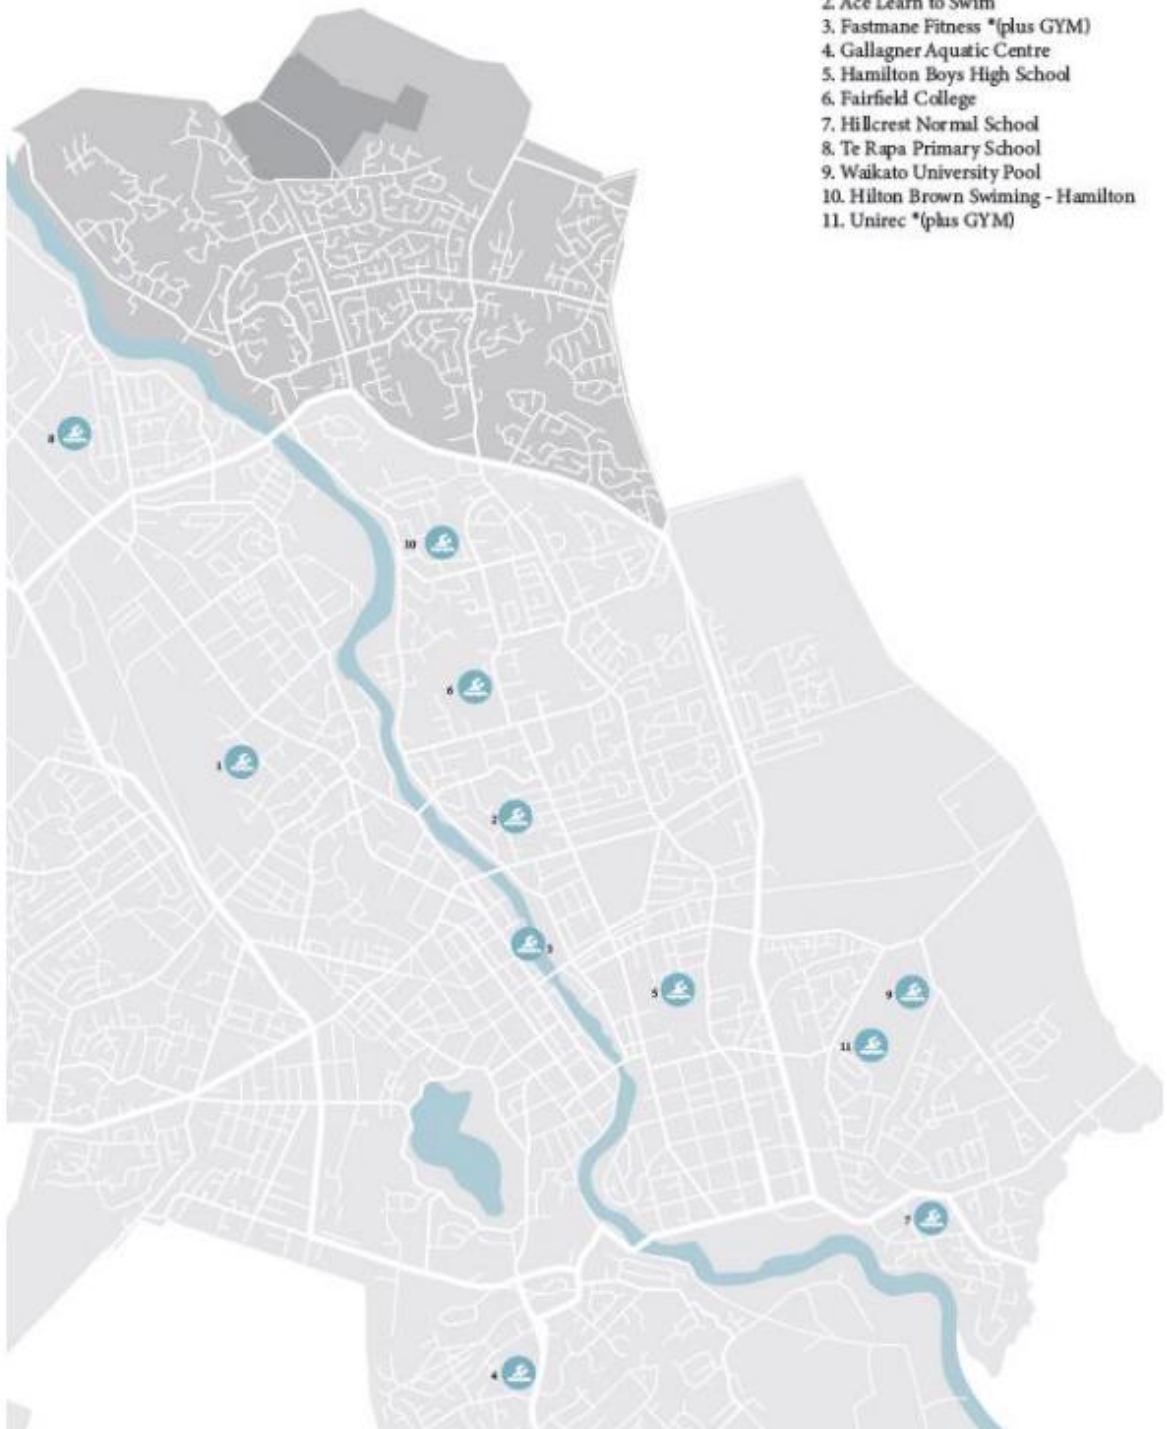 2. Ace Learn to Swim
3. Fastmane Fitness *(plus GYM)
4. Gallagner Aquatic Centre
5. Hamilton Boys High School
6. Fairfield College
7. Hillcrest Normal School
8. Te Rapa Primary School
9. Waikato University Pool
10. Hilton Brown Swiming - Hamilton
11. Unirec *(plus GYM)
8
10
6
1
2
3
5
9
11
7
4